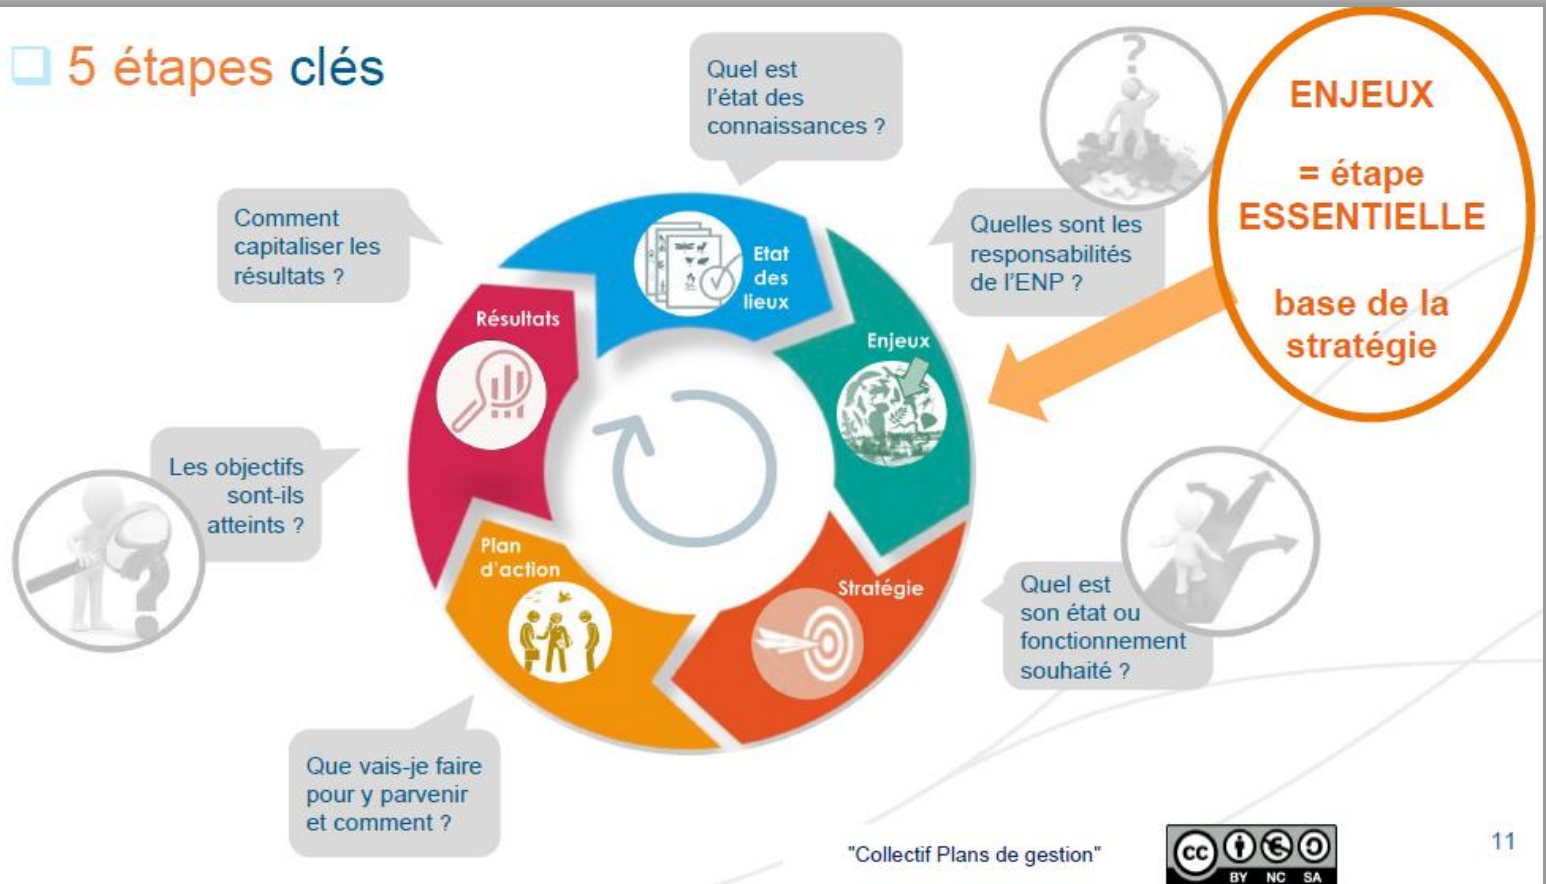 5 étapes clés
Quel est
l'état des
connaissances ?
?
ENJEUX
= étape
ESSENTIELLE
base de la
stratégie
Quelles sont les
responsabilités
de l'ENP ?
Comment
capitaliser les
résultats ?
Etat
des
lieux
Enjeux
Résultats
Les objectifs
sont-ils
atteints ?
?
Plan
d'action
Stratégie
Quel est
son état ou
fonctionnement
souhaité ?
Que vais-je faire
pour y parvenir
et comment ?
"Collectif Plans de gestion"
cc
BY NC SA
11